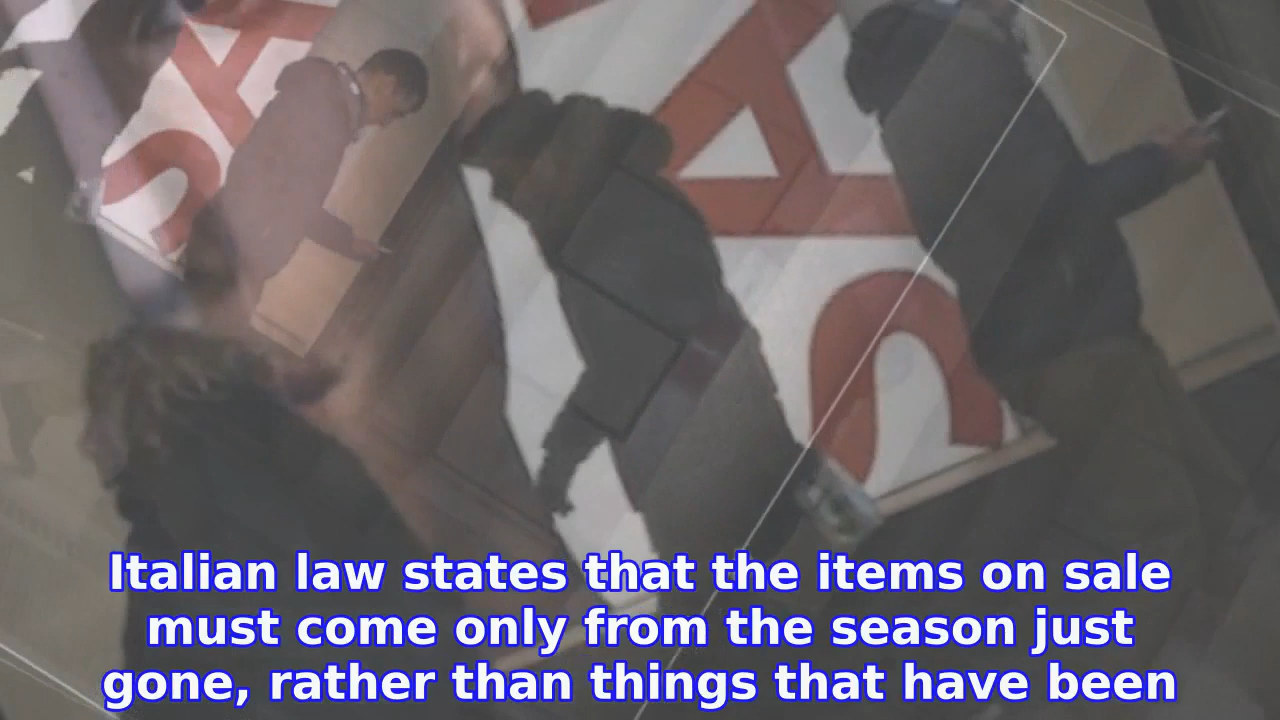 Italian law states that the items on sale
must come only from the season just
gone, rather than things that have been